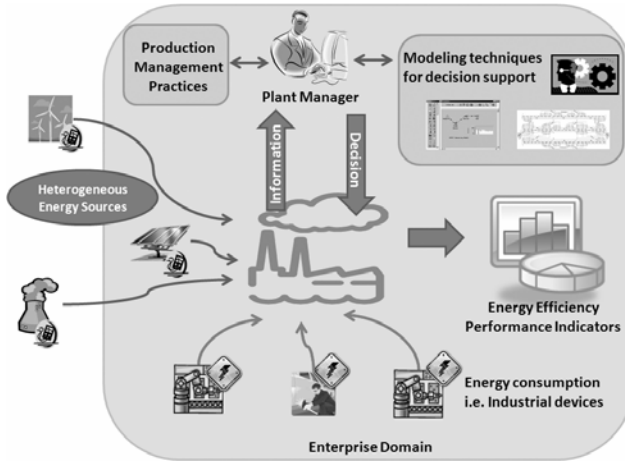 Production
Management
Practices
Plant Manager
Modeling techniques
for decision support
Information
Decision
Heterogeneous
Energy Sources
Energy Efficiency
Performance Indicators
Energy consumption
i.e. Industrial devices
Enterprise Domain